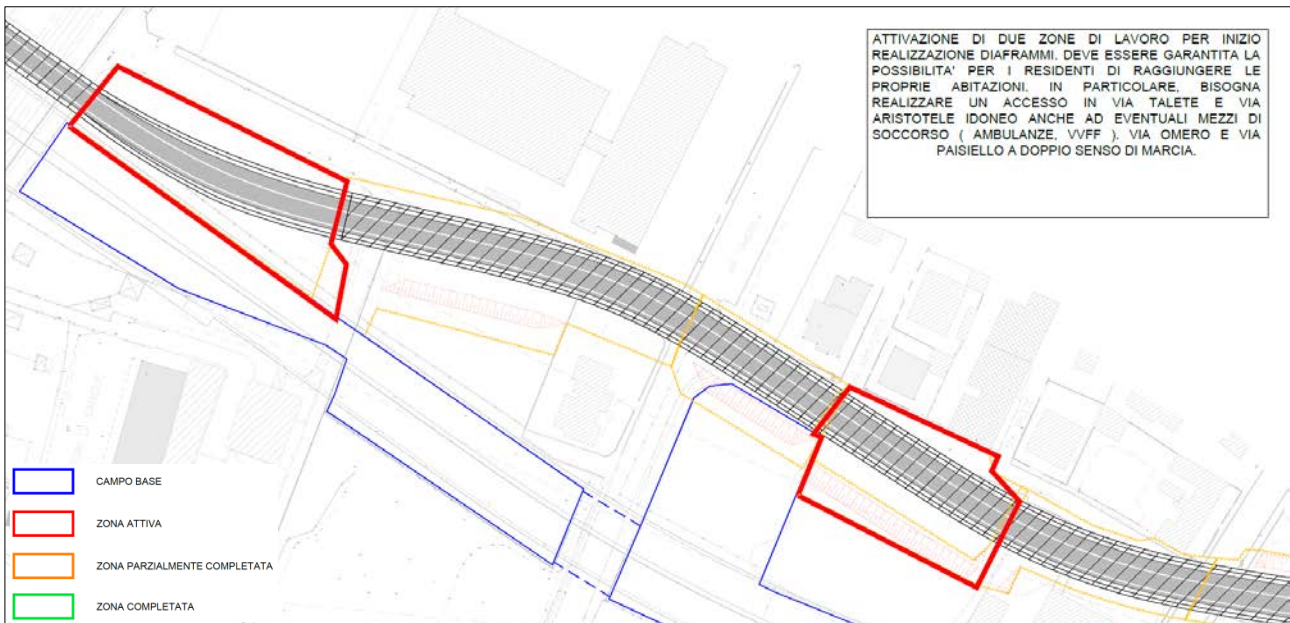 ATTIVAZIONE DI DUE ZONE DI LAVORO PER INIZIO
REALIZZAZIONE DIAFRAMMI. DEVE ESSERE GARANTITA LA
POSSIBILITA' PER I RESIDENTI DI RAGGIUNGERE LE
PROPRIE ABITAZIONI. IN PARTICOLARE, BISOGNA
REALIZZARE UN ACCESSO IN VIA TALETE E VIA
ARISTOTELE IDONEO ANCHE AD EVENTUALI MEZZI DI
SOCCORSO ( AMBULANZE, VVFF ). VIA OMERO E VIA
PAISIELLO A DOPPIO SENSO DI MARCIA.
CAMPO BASE
ZONA ATTIVA
ZONA PARZIALMENTE COMPLETATA
ZONA COMPLETATA